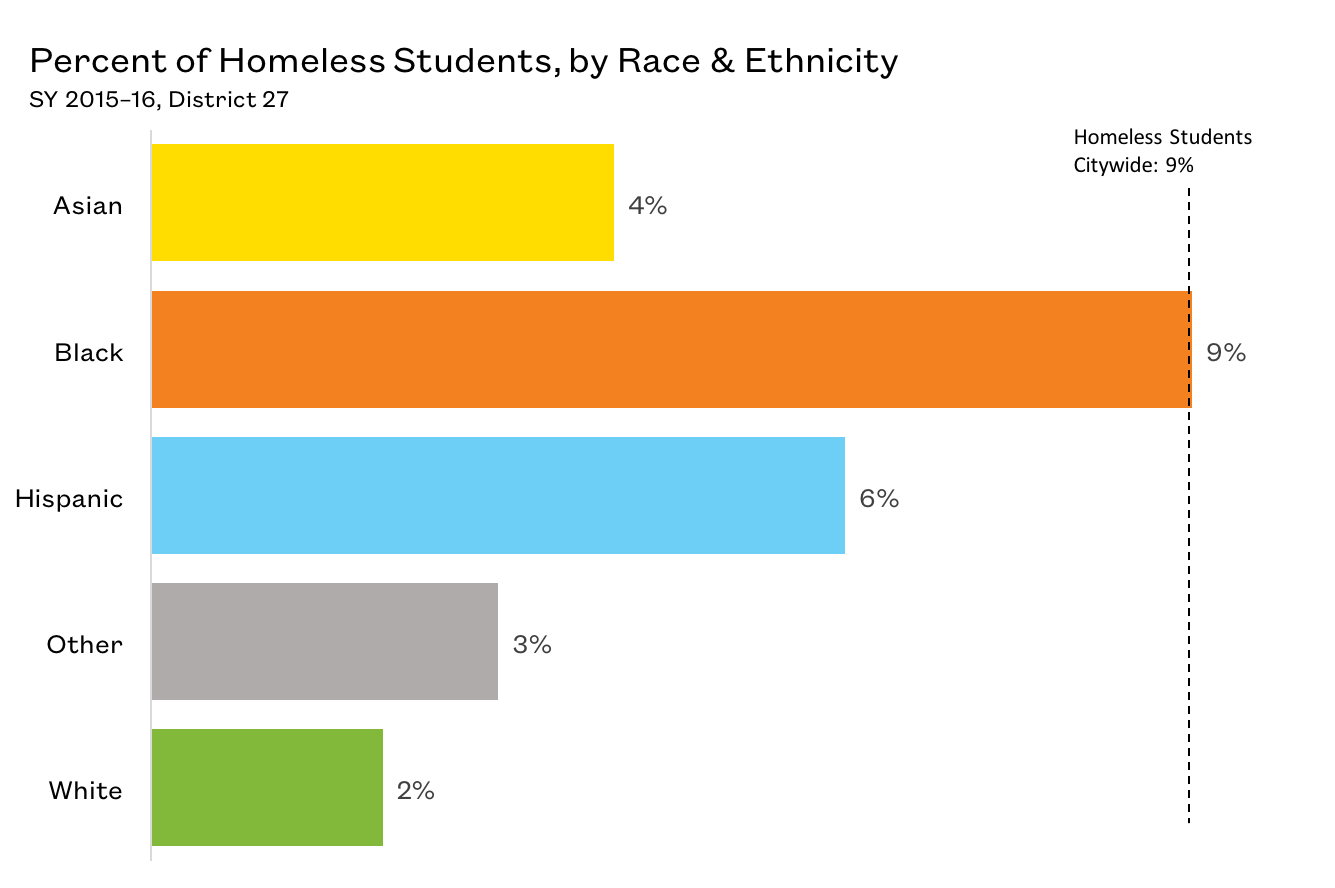 Percent of Homeless Students, by Race & Ethnicity
SY 2015–16, District 27
Homeless Students
Citywide: 9%
Asian 4%
Black 9%
Hispanic 6%
Other 3%
White 2%